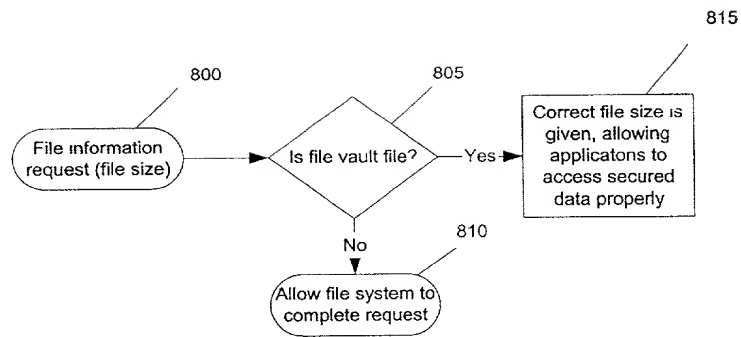 800
805
815
File information
request (file size)
Is file vault file?
Yes
Correct file size is
given, allowing
applicatons to
access secured
data properly
No
810
Allow file system to
complete request